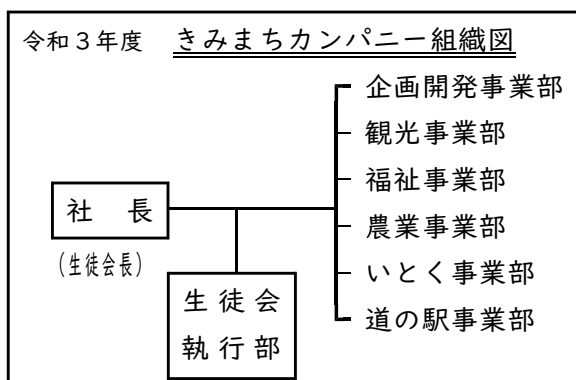 令和３年度　きみまちカンパニー組織図
企画開発事業部
観光事業部
福祉事業部
社　長
農業事業部
(生徒会長)
いとく事業部
生徒会
執行部
道の駅事業部